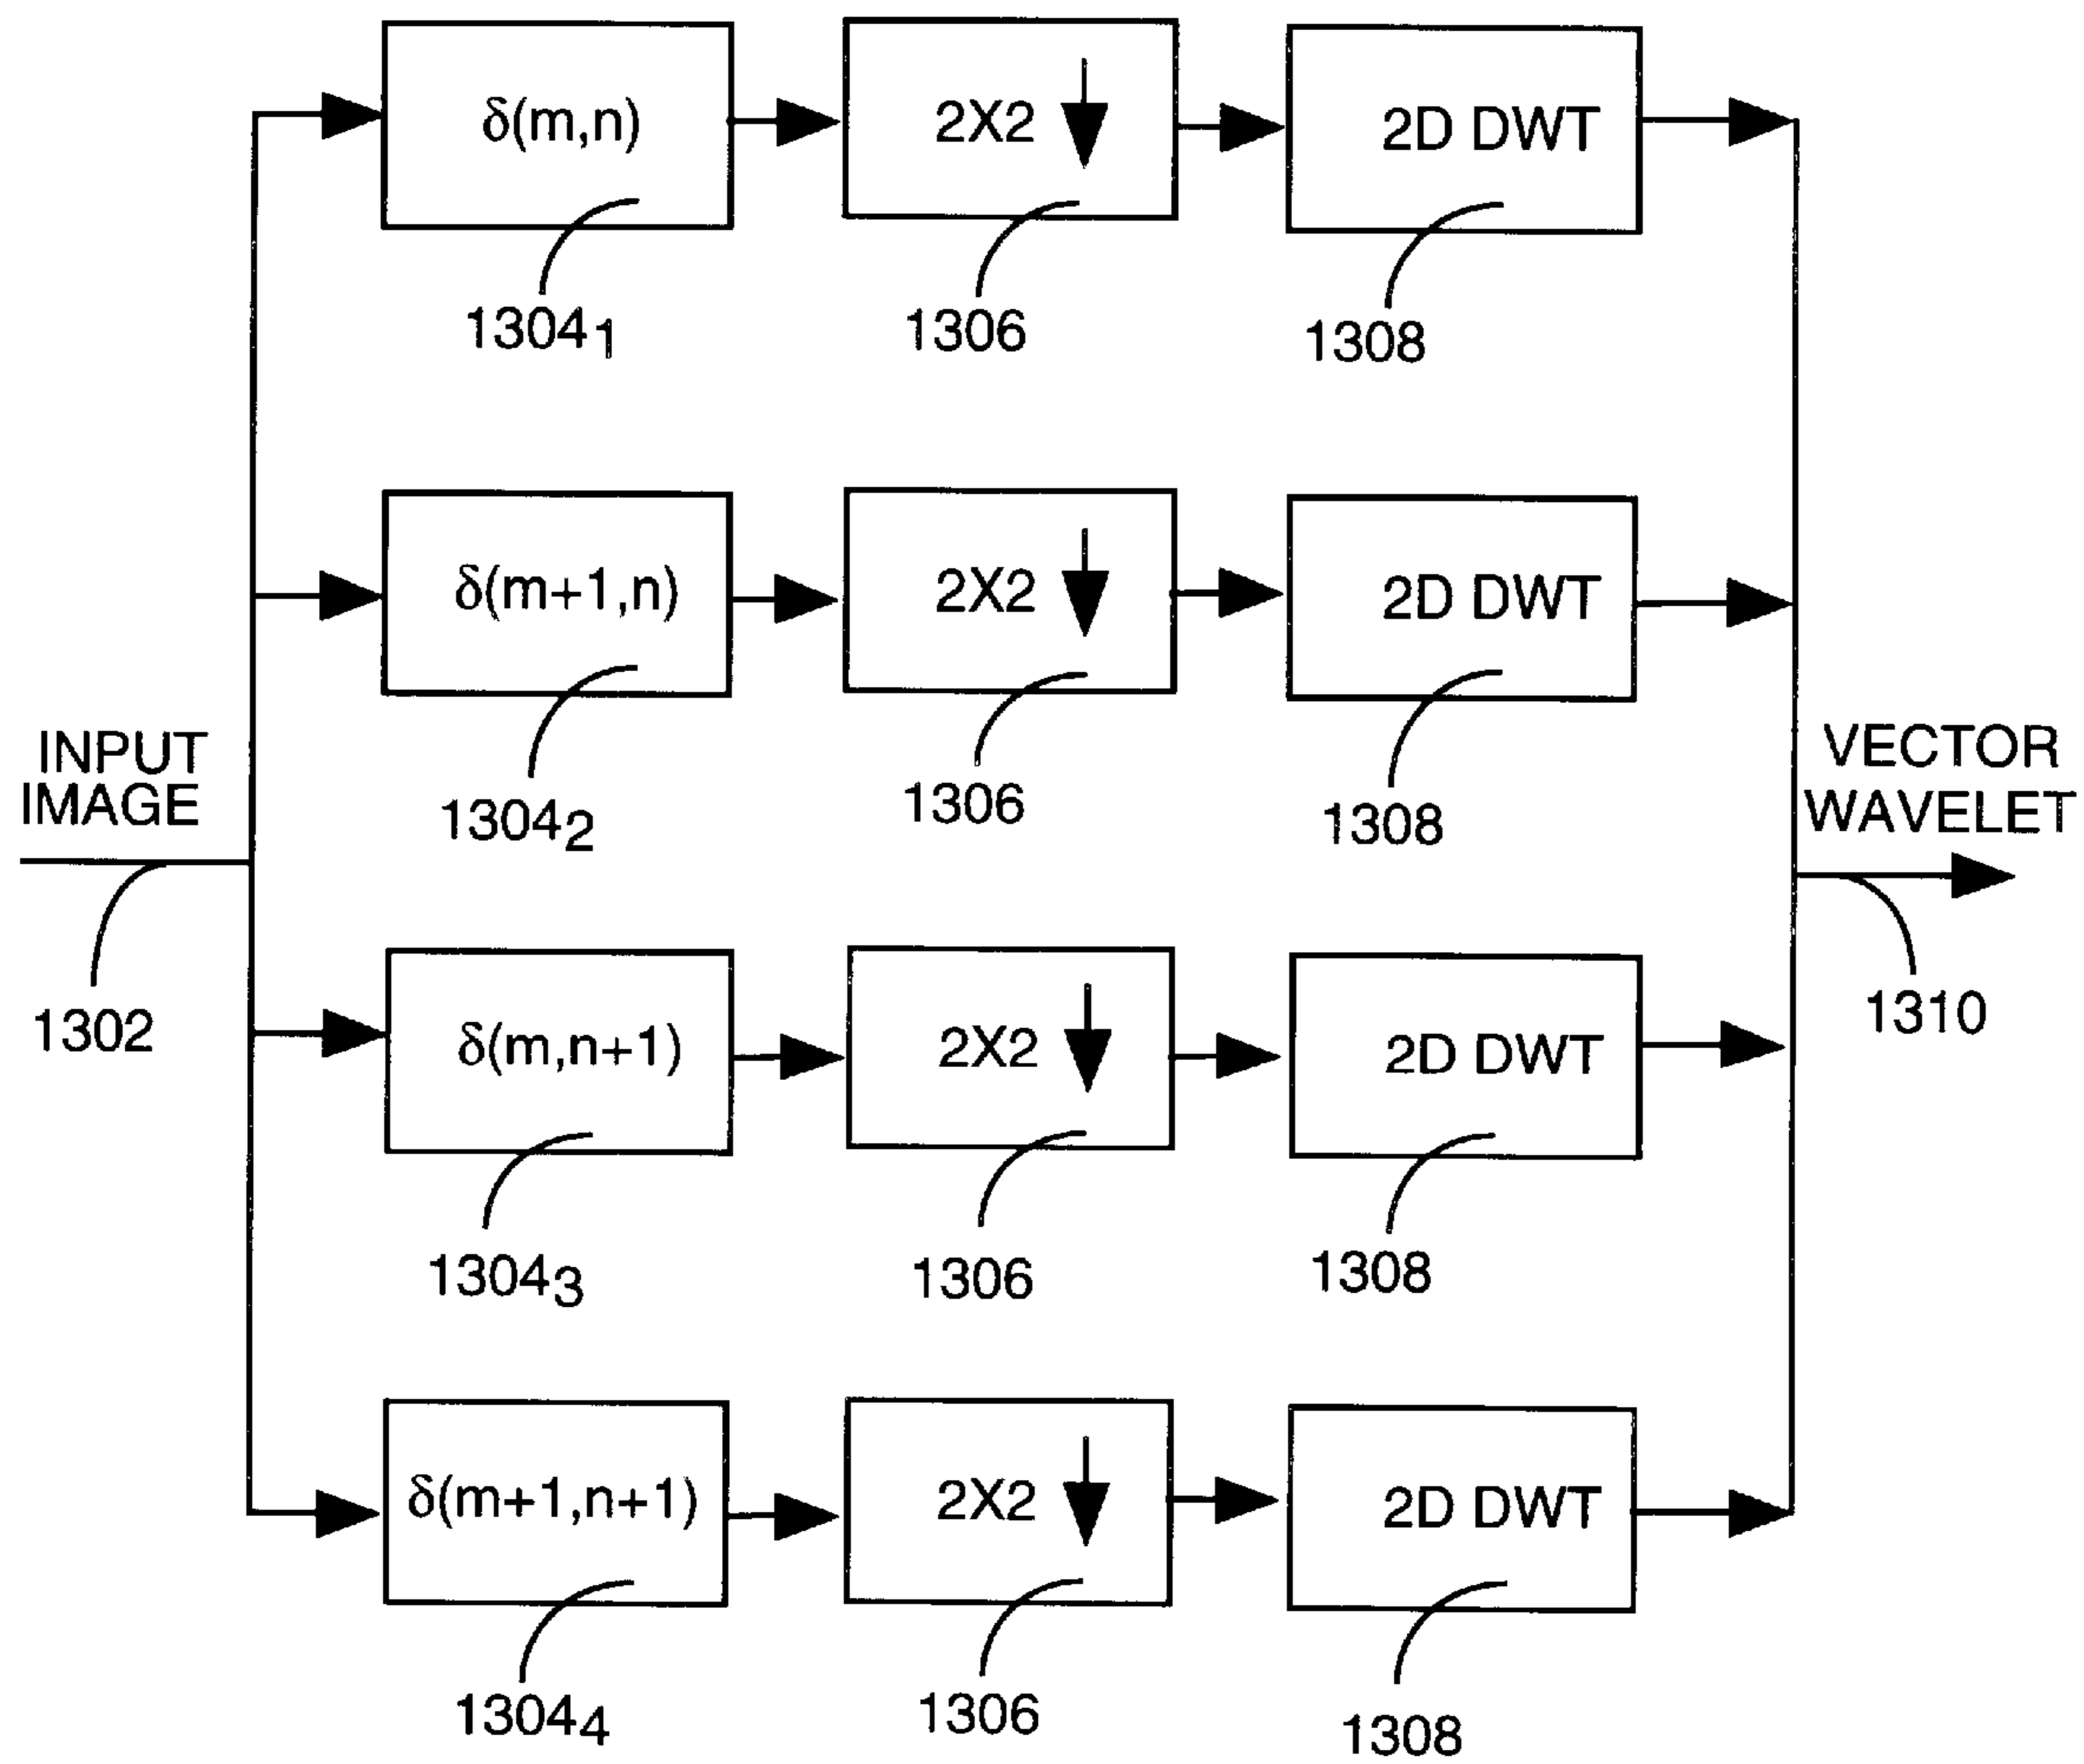 δ(m,n)
2X2
2D DWT
1304₁
1306
1308
δ(m+1,n)
2X2
2D DWT
1304₂
1306
1308
INPUT
IMAGE
1302
VECTOR
WAVELET
1310
δ(m,n+1)
2X2
2D DWT
1304₃
1306
1308
δ(m+1,n+1)
2X2
2D DWT
1304₄
1306
1308